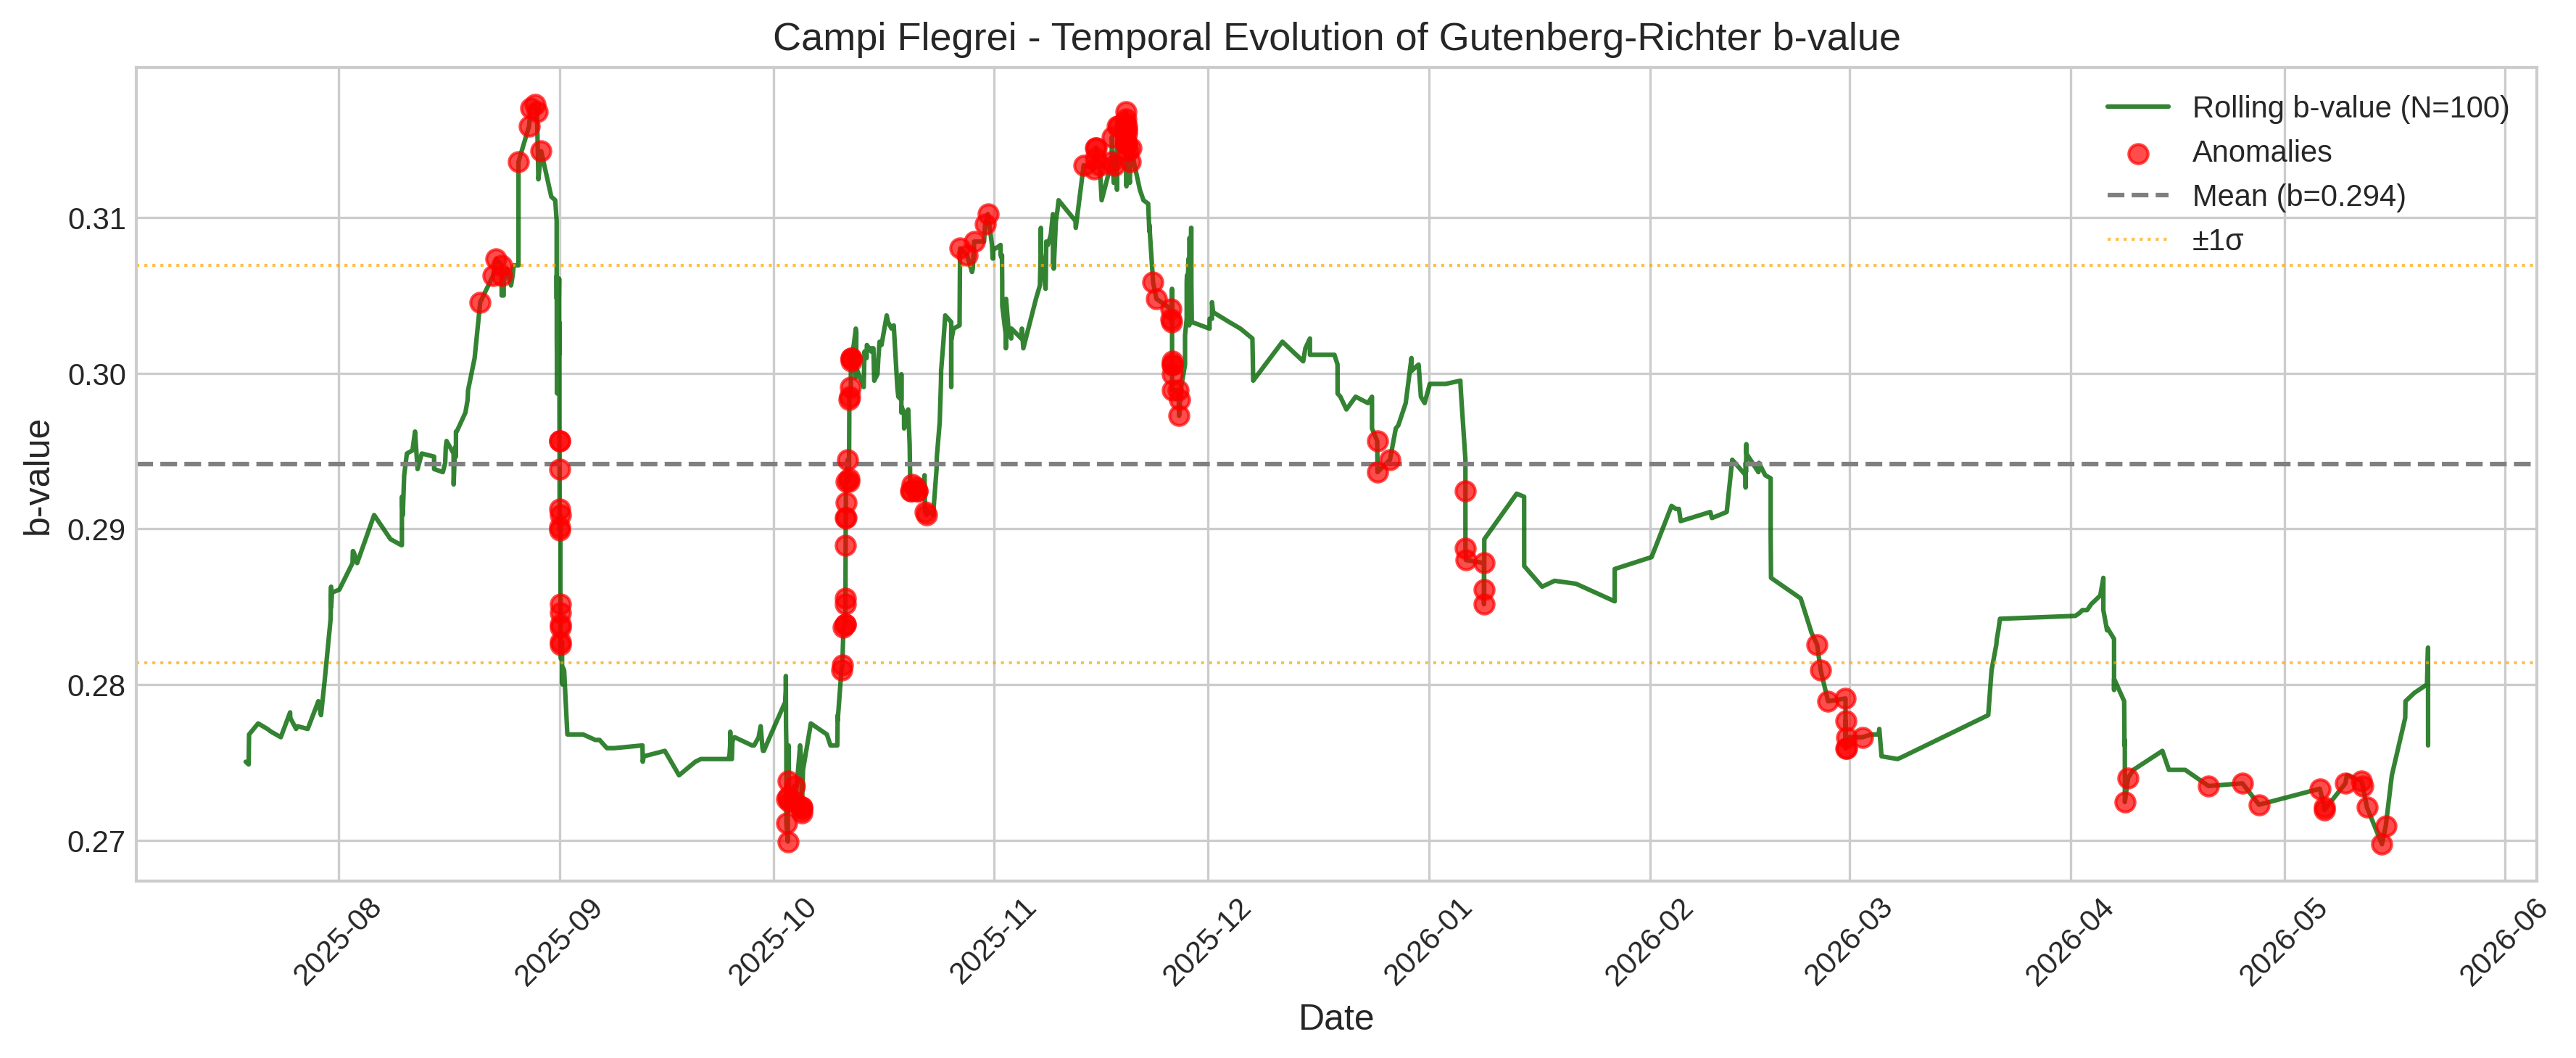 Campi Flegrei - Temporal Evolution of Gutenberg-Richter b-value
Rolling b-value (N=100)
Anomalies
Mean (b=0.294)
±1σ
b-value
0.31
0.30
0.29
0.28
0.27
2025-08
2025-09
2025-10
2025-11
2025-12
2026-01
2026-02
2026-03
2026-04
2026-05
2026-06
Date